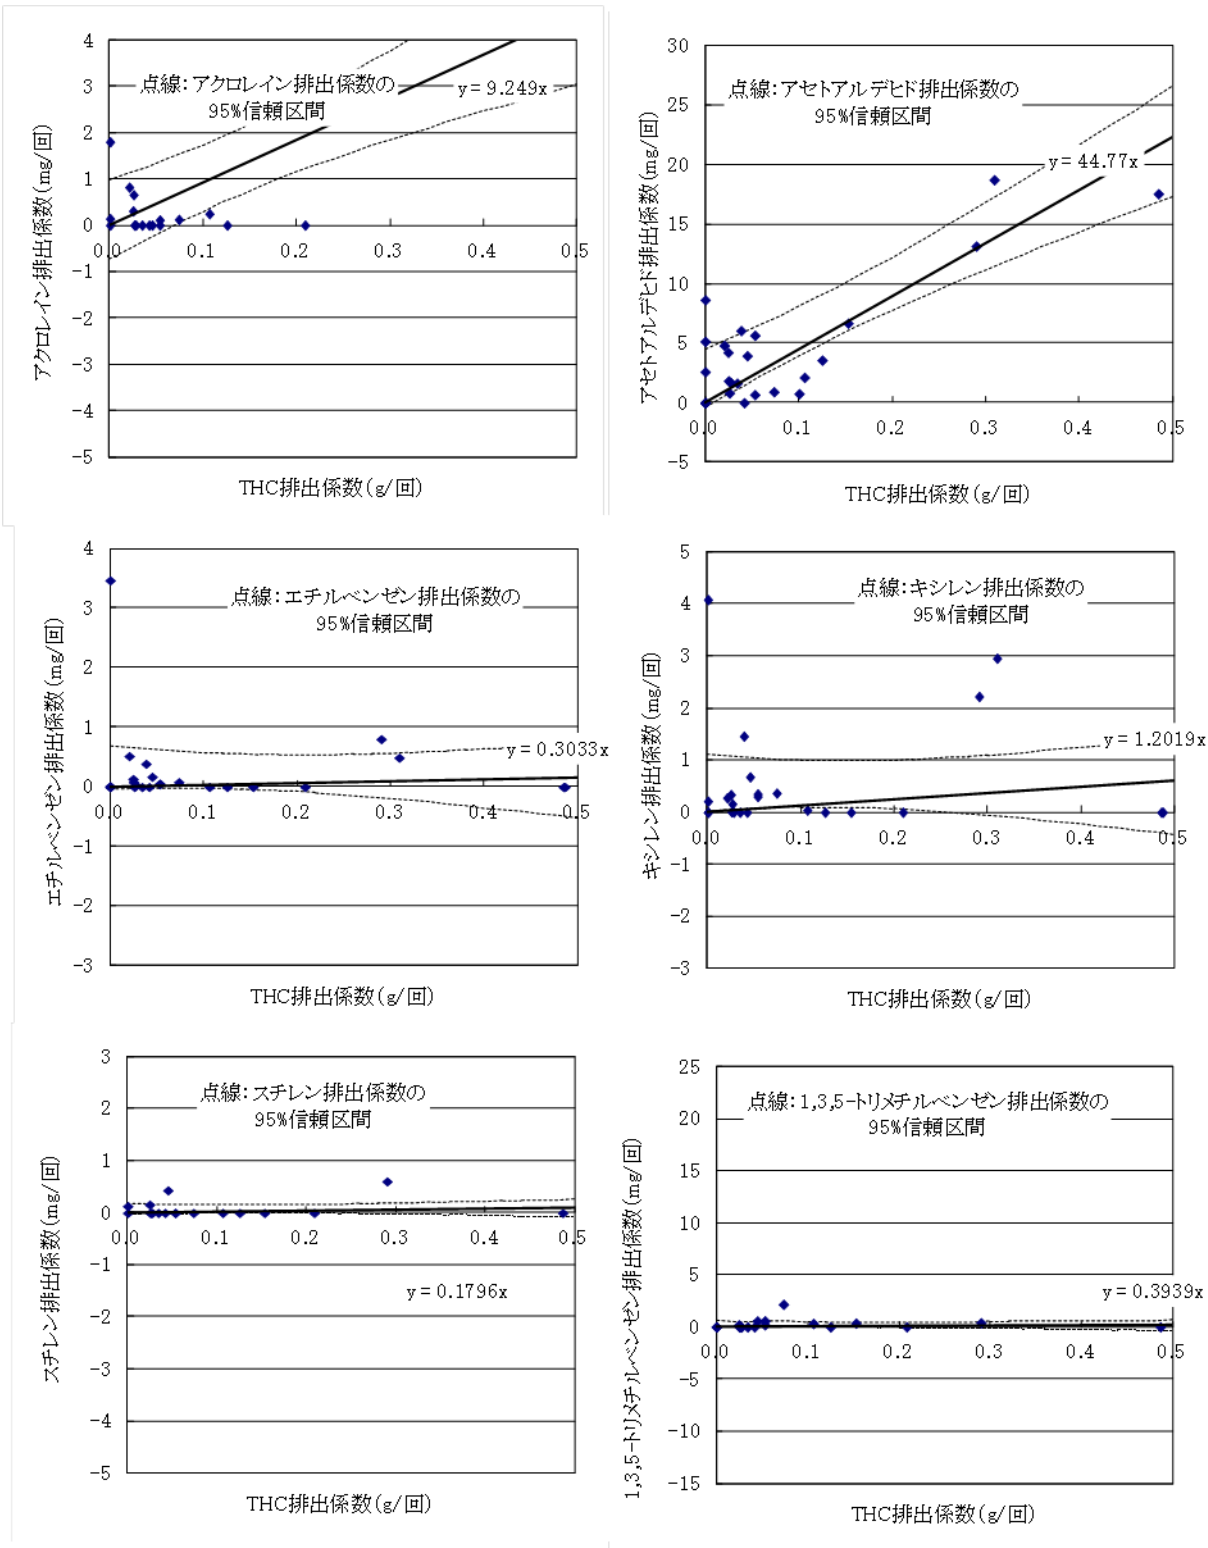 4
3
2
1
0
-1
-2
-3
-4
-5
0.0
0.1
0.2
0.3
0.4
0.5
点線：アクロレイン排出係数の
95%信頼区間
y = 9.249x
アクロレイン排出係数(mg/回)
THC排出係数(g/回)
30
25
20
15
10
5
0
-5
0.0
0.1
0.2
0.3
0.4
0.5
点線：アセトアルデヒド排出係数の
95%信頼区間
y = 44.77x
アセトアルデヒド排出係数(mg/回)
THC排出係数(g/回)
4
3
2
1
0
-1
-2
-3
0.0
0.1
0.2
0.3
0.4
0.5
点線：エチルベンゼン排出係数の
95%信頼区間
y = 0.3033x
エチルベンゼン排出係数(mg/回)
THC排出係数(g/回)
5
4
3
2
1
0
-1
-2
-3
0.0
0.1
0.2
0.3
0.4
0.5
点線：キシレン排出係数の
95%信頼区間
y = 1.2019x
キシレン排出係数(mg/回)
THC排出係数(g/回)
3
2
1
0
-1
-2
-3
-4
-5
0.0
0.1
0.2
0.3
0.4
0.5
点線：スチレン排出係数の
95%信頼区間
y = 0.1796x
スチレン排出係数(mg/回)
THC排出係数(g/回)
25
20
15
10
5
0
-5
-10
-15
0.0
0.1
0.2
0.3
0.4
0.5
点線：1,3,5-トリメチルベンゼン排出係数の
95%信頼区間
y = 0.3939x
1,3,5-トリメチルベンゼン排出係数(mg/回)
THC排出係数(g/回)